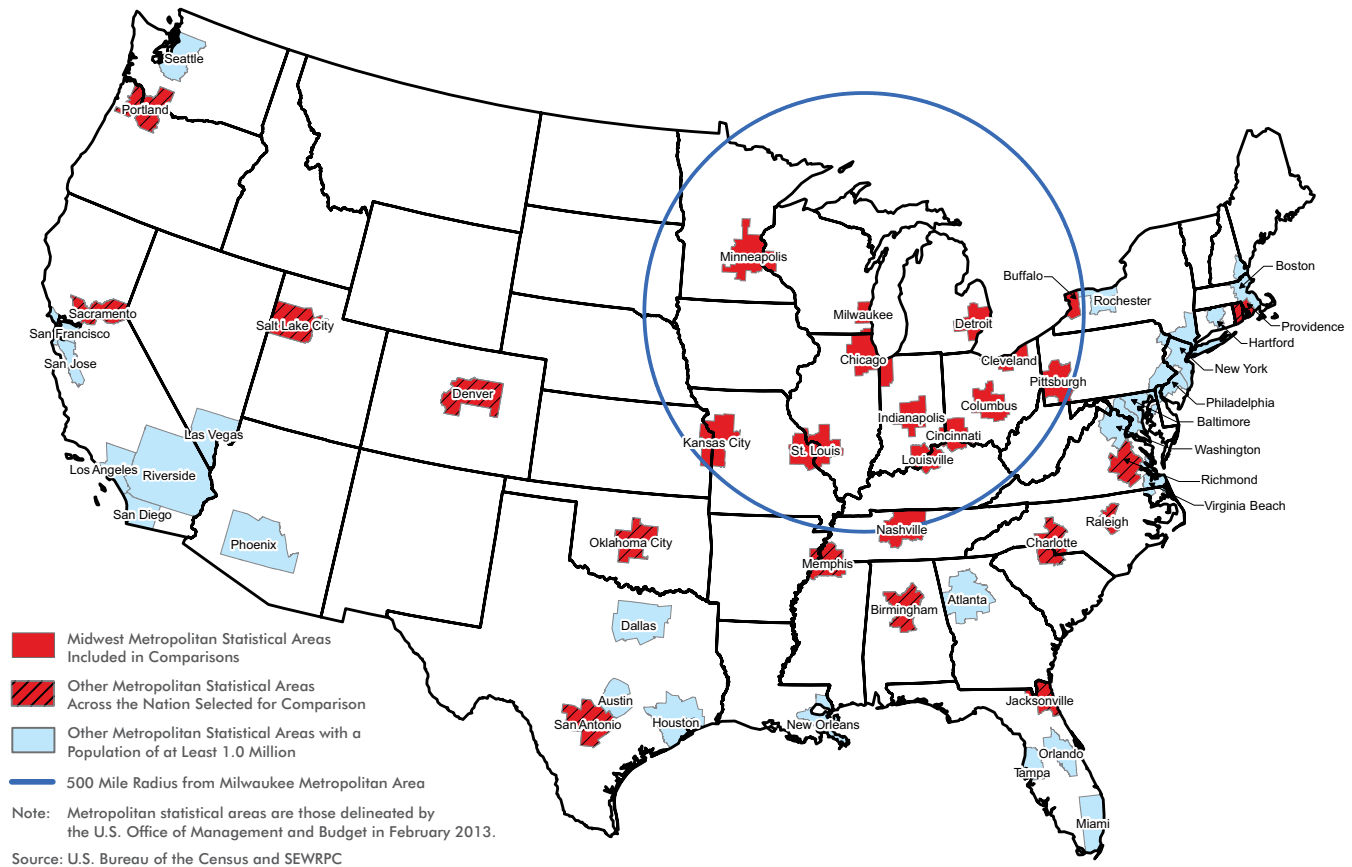 Seattle
Portland
Minneapolis
Buffalo
Boston
Rochester
Sacramento
Salt Lake City
Milwaukee
Detroit
Providence
San Francisco
Hartford
San Jose
Chicago
Cleveland
New York
Denver
Pittsburgh
Columbus
Philadelphia
Indianapolis
Baltimore
Las Vegas
Kansas City
Cincinnati
St. Louis
Washington
Louisville
Los Angeles
Riverside
Richmond
Virginia Beach
San Diego
Raleigh
Nashville
Phoenix
Oklahoma City
Charlotte
Memphis
Atlanta
Birmingham
Dallas
Austin
Jacksonville
San Antonio
Houston
New Orleans
Orlando
Tampa
Miami
Midwest Metropolitan Statistical Areas
Included in Comparisons
Other Metropolitan Statistical Areas
Across the Nation Selected for Comparison
Other Metropolitan Statistical Areas with a
Population of at Least 1.0 Million
500 Mile Radius from Milwaukee Metropolitan Area
Note: Metropolitan statistical areas are those delineated by
the U.S. Office of Management and Budget in February 2013.
Source: U.S. Bureau of the Census and SEWRPC